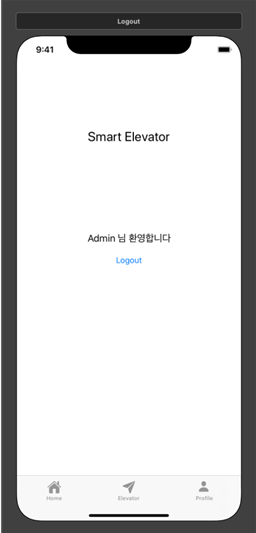 Logout
9:41
Smart Elevator
Admin 님 환영합니다
Logout
Home
Elevator
Profile